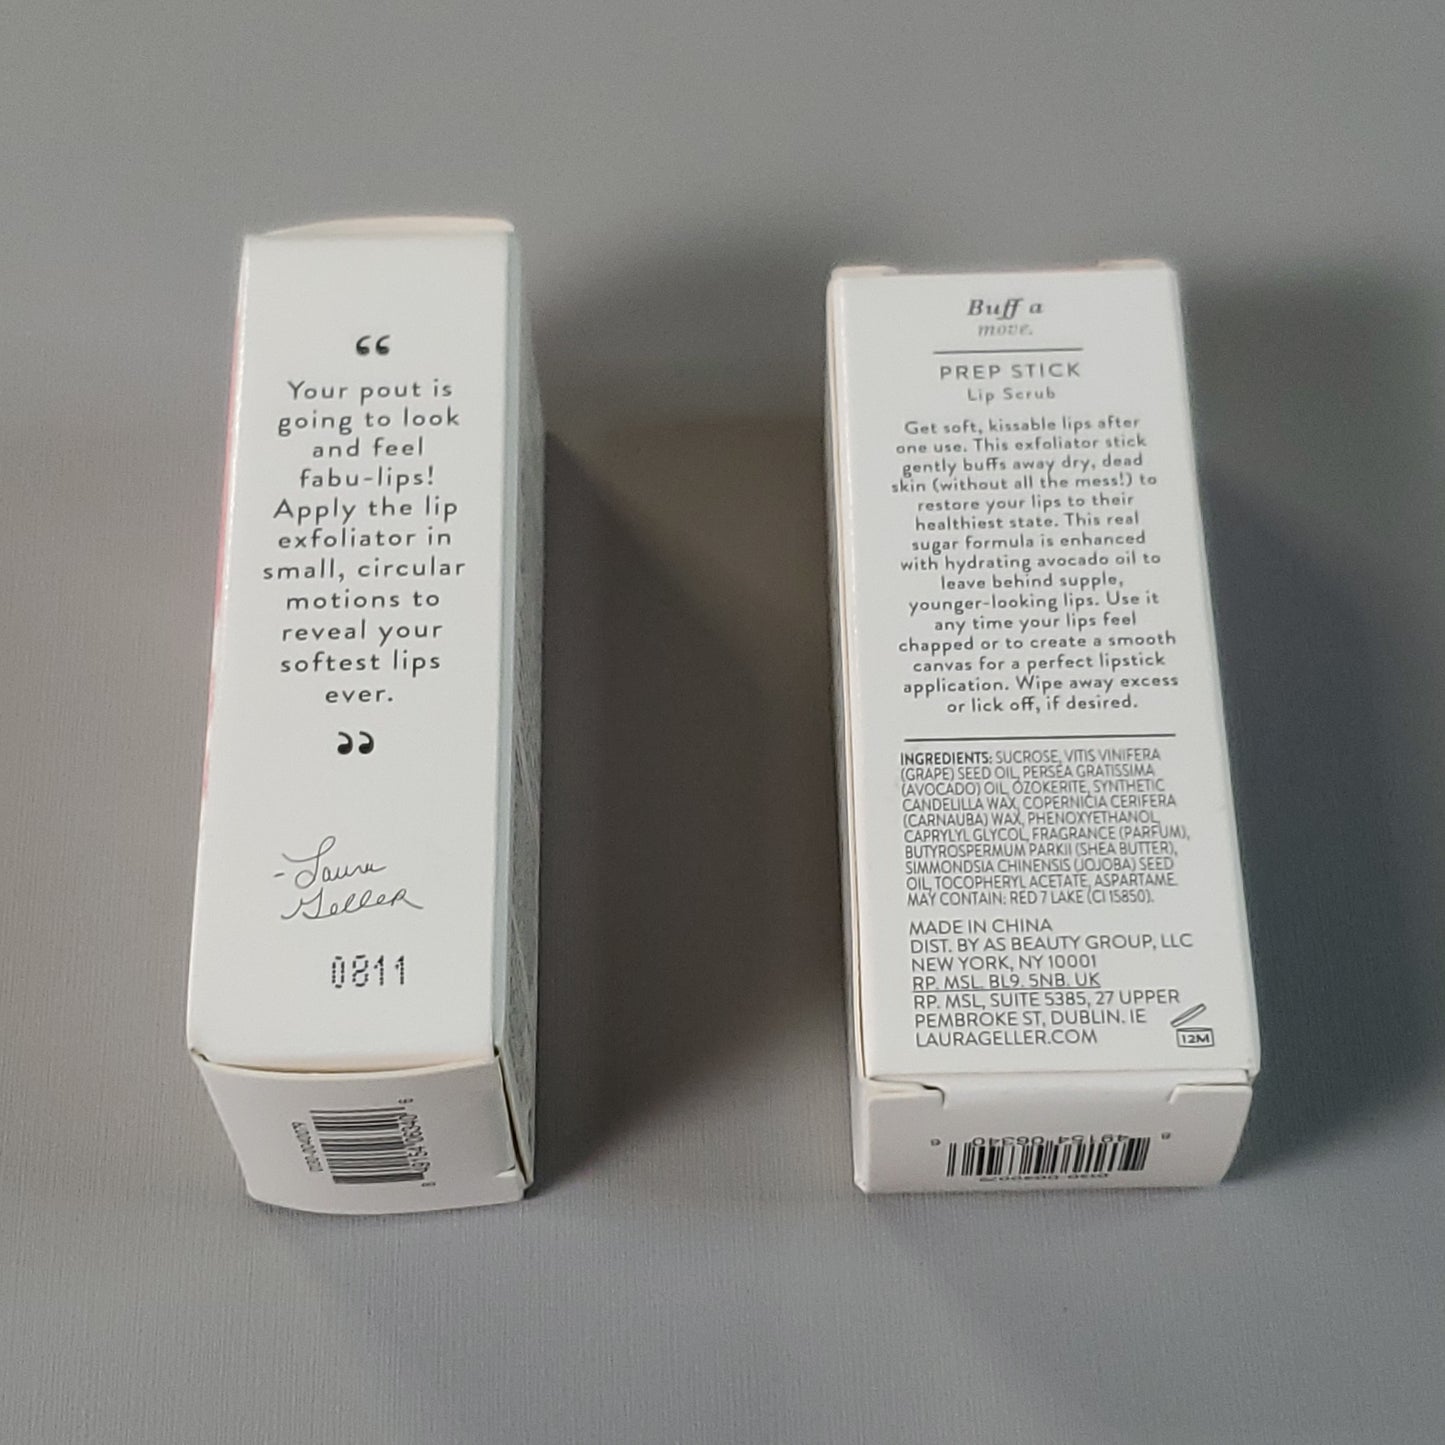 “
Your pout is
going to look
and feel
fabu-lips!
Apply the lip
exfoliator in
small, circular
motions to
reveal your
softest lips
ever.
”
- Laura
Geller
0811
8 49154 06340 6
Buff a
move.
PREP STICK
Lip Scrub
Get soft, kissable lips after
one use. This exfoliator stick
gently buffs away dry, dead
skin (without all the mess!) to
restore your lips to their
healthiest state. This real
sugar formula is enhanced
with hydrating avocado oil to
leave behind supple,
younger-looking lips. Use it
any time your lips feel
chapped or to create a smooth
canvas for a perfect lipstick
application. Wipe away excess
or lick off, if desired.
INGREDIENTS: SUCROSE, VITIS VINIFERA
(GRAPE) SEED OIL, PERSEA GRATISSIMA
(AVOCADO) OIL, OZOKERITE, SYNTHETIC
CANDELILLA WAX, COPERNICIA CERIFERA
(CARNAUBA) WAX, PHENOXYETHANOL,
CAPRYLYL GLYCOL, FRAGRANCE (PARFUM),
BUTYROSPERMUM PARKII (SHEA BUTTER),
SIMMONDSIA CHINENSIS (JOJOBA) SEED
OIL, TOCOPHERYL ACETATE, ASPARTAME.
MAY CONTAIN: RED 7 LAKE (CI 15850).
MADE IN CHINA
DIST. BY AS BEAUTY GROUP, LLC
NEW YORK, NY 10001
RP. MSL, BL9. 5NB. UK
RP. MSL, SUITE 5385, 27 UPPER
PEMBROKE ST, DUBLIN. IE
LAURAGELLER.COM
12M
8 49154 06340 6